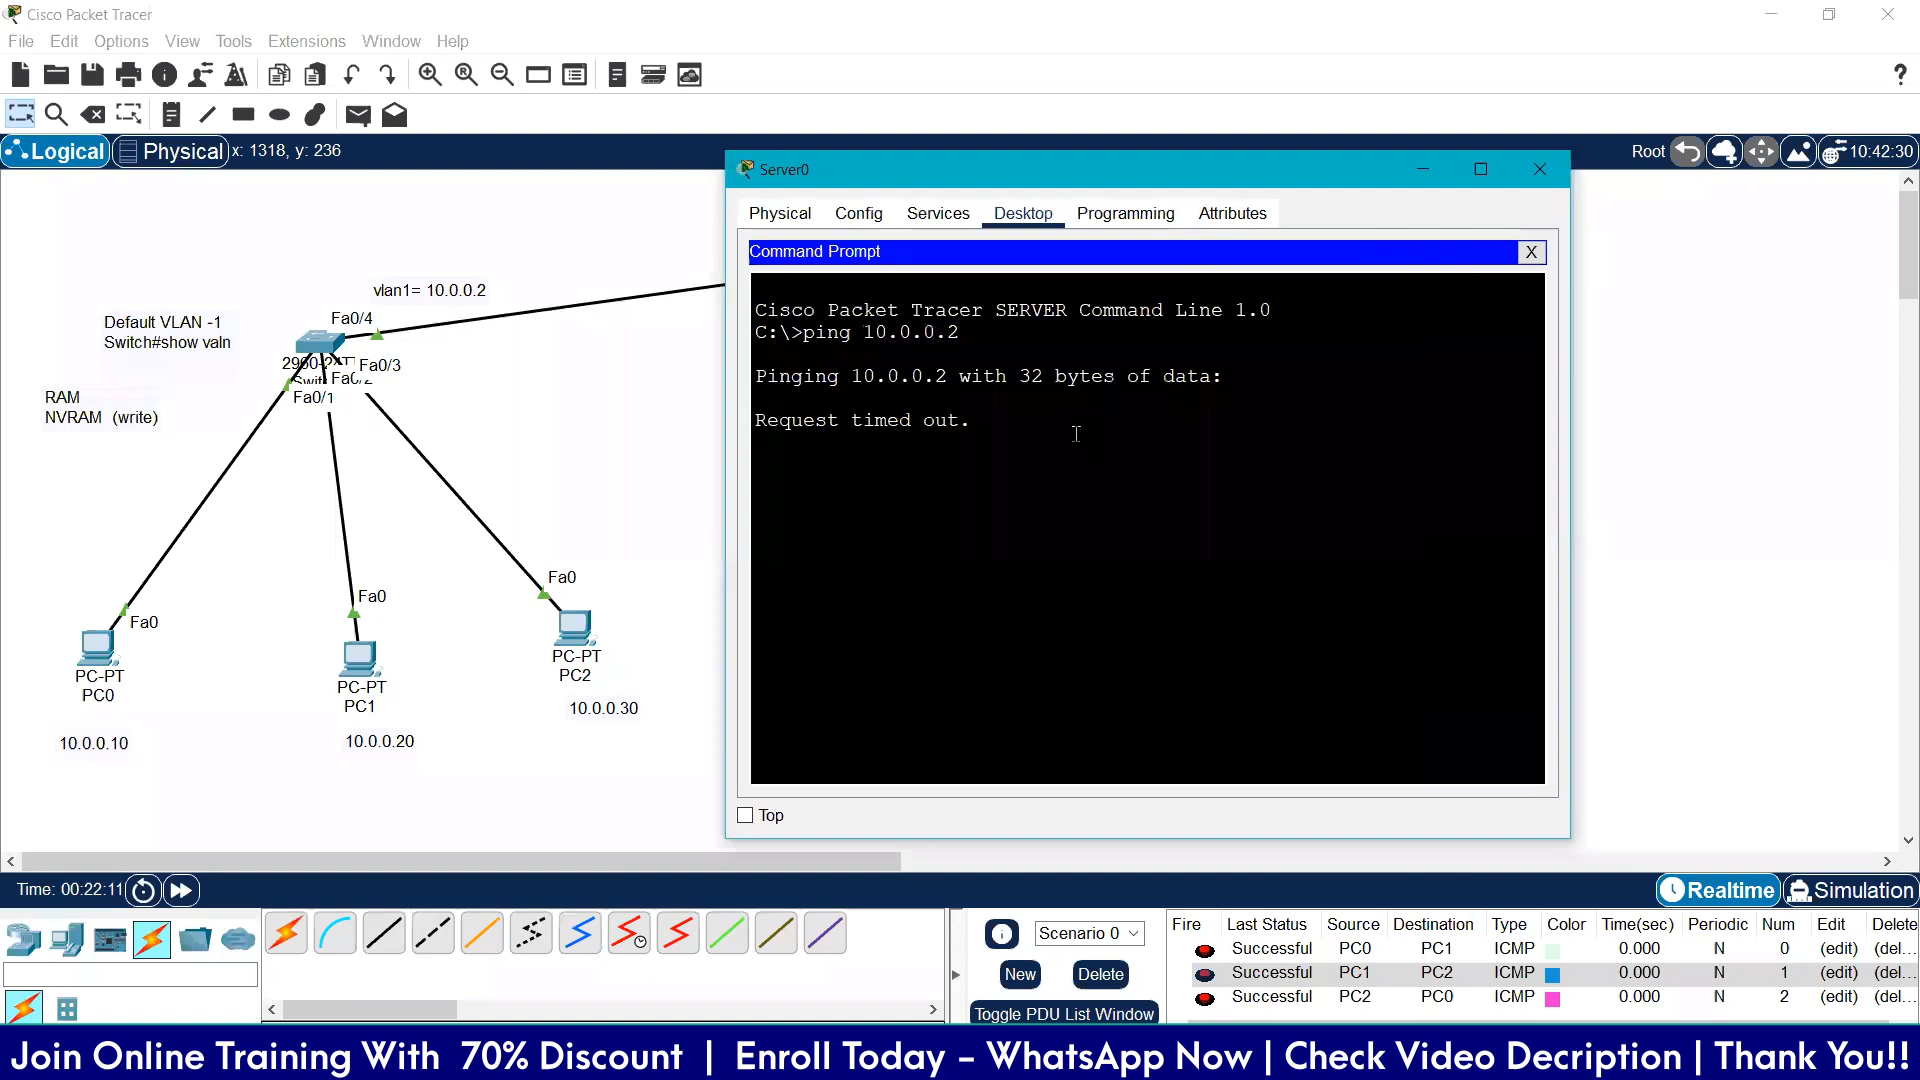 Cisco Packet Tracer
File Edit Options View Tools Extensions Window Help
?
Logical Physical x: 1318, y: 236
Root 10:42:30
Server0
Physical Config Services Desktop Programming Attributes
Command Prompt X
Cisco Packet Tracer SERVER Command Line 1.0
C:\>ping 10.0.0.2
Pinging 10.0.0.2 with 32 bytes of data:
Request timed out.
Top
vlan1= 10.0.0.2
Default VLAN -1
Switch#show valn
Fa0/4
Fa0/3
Fa0/1
RAM
NVRAM (write)
Fa0
Fa0
Fa0
PC-PT
PC0
10.0.0.10
PC-PT
PC1
10.0.0.20
PC-PT
PC2
10.0.0.30
Time: 00:22:11
Realtime Simulation
Scenario 0
New Delete
Toggle PDU List Window
Fire Last Status Source Destination Type Color Time(sec) Periodic Num Edit Delete
Successful PC0 PC1 ICMP 0.000 N 0 (edit) (del...
Successful PC1 PC2 ICMP 0.000 N 1 (edit) (del...
Successful PC2 PC0 ICMP 0.000 N 2 (edit) (del...
Join Online Training With 70% Discount | Enroll Today – WhatsApp Now | Check Video Decription | Thank You!!